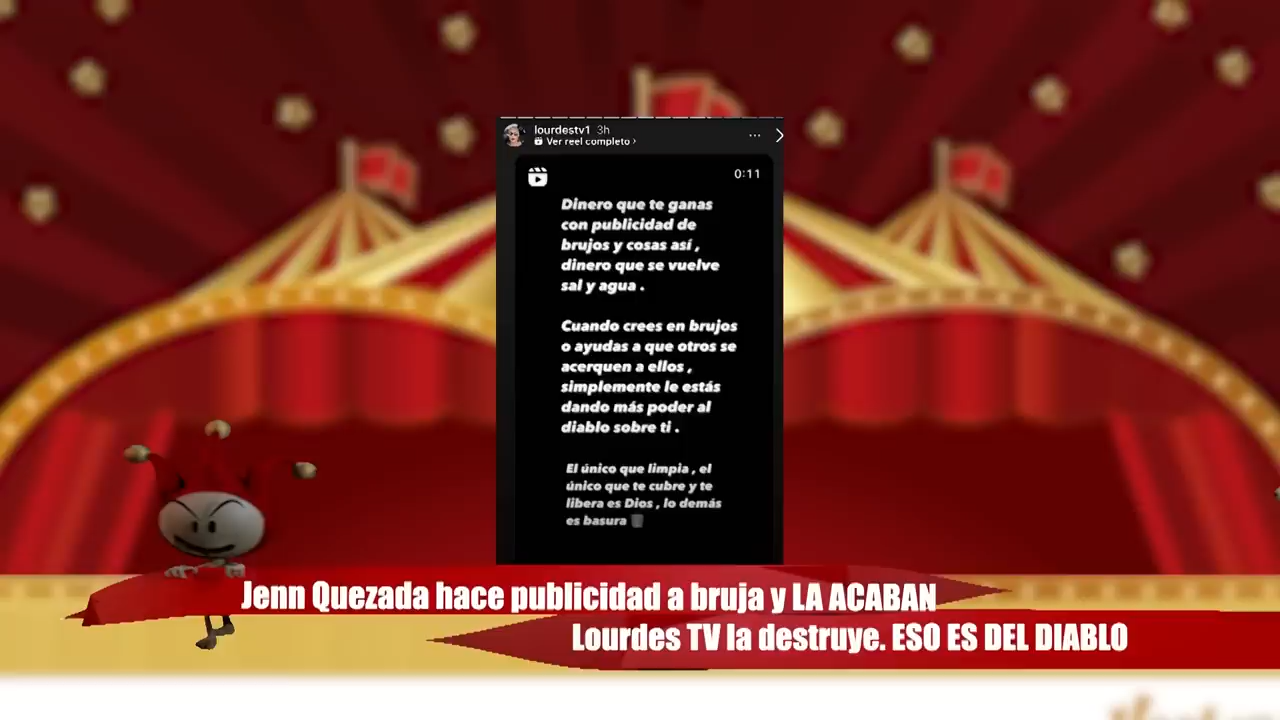 lourdestv1 3h
Ver reel completo ›
0:11
Dinero que te ganas
con publicidad de
brujos y cosas así ,
dinero que se vuelve
sal y agua .
Cuando crees en brujos
o ayudas a que otros se
acerquen a ellos ,
simplemente le estás
dando más poder al
diablo sobre ti .
El único que limpia , el
único que te cubre y te
libera es Dios , lo demás
es basura
Jenn Quezada hace publicidad a bruja y LA ACABAN
Lourdes TV la destruye. ESO ES DEL DIABLO